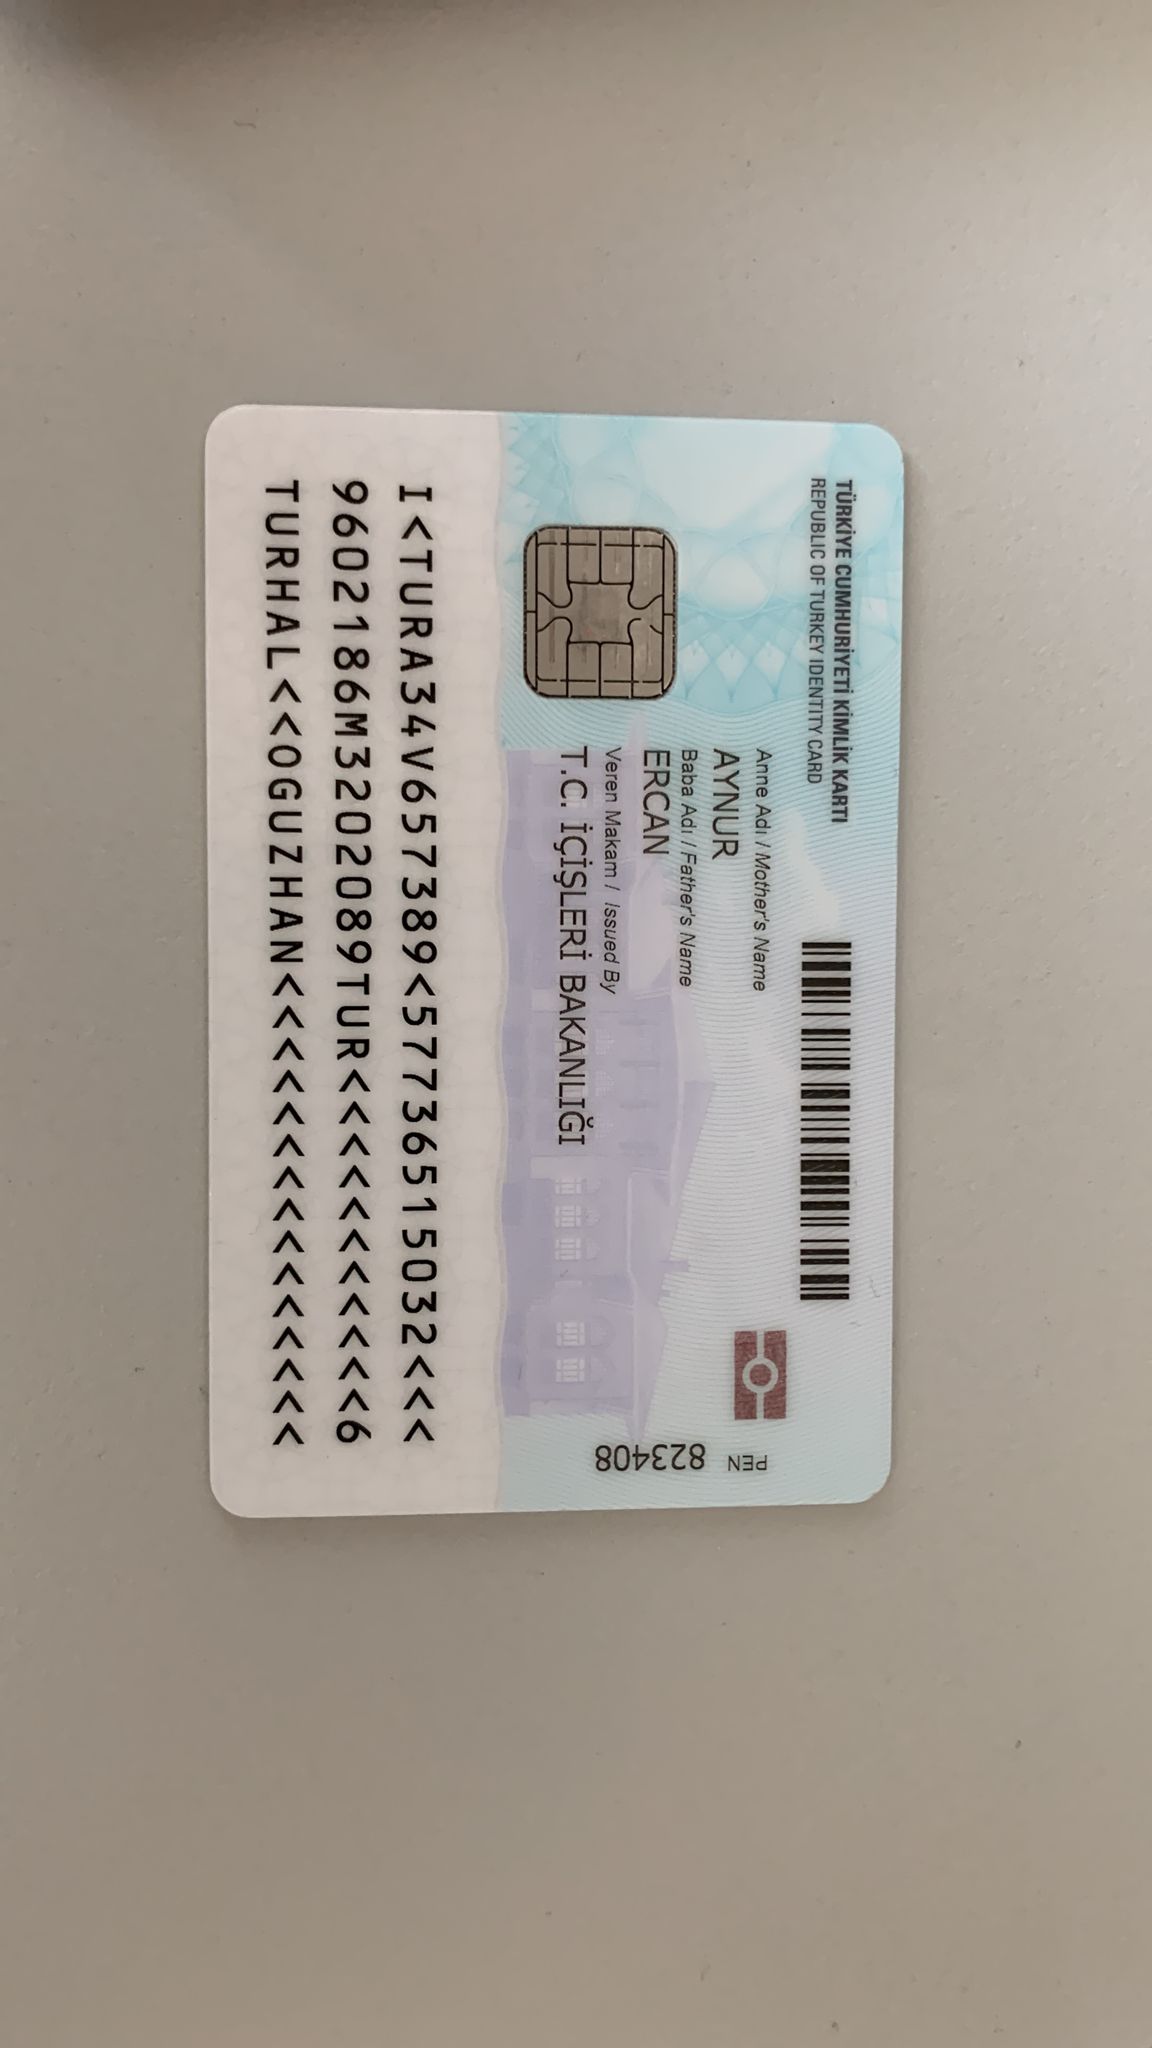 TÜRKİYE CUMHURİYETİ KİMLİK KARTI
REPUBLIC OF TURKEY IDENTITY CARD
Anne Adı / Mother's Name
AYNUR
Baba Adı / Father's Name
ERCAN
Veren Makam / Issued By
T.C. İÇİŞLERİ BAKANLIĞI
PEN 823408
I<TURA34V657389<57736515032<<<
9602186M3202089TUR<<<<<<<<<<<6
TURHAL<<OGUZHAN<<<<<<<<<<<<<<<